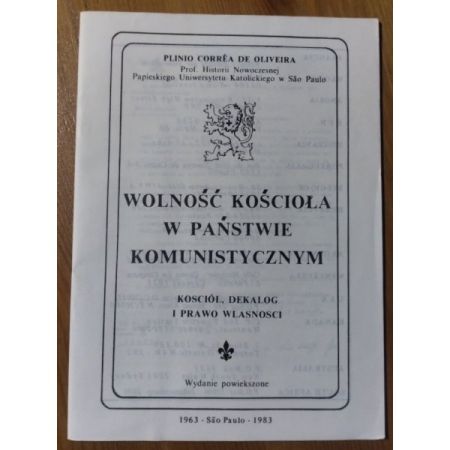 PLINIO CORRÊA DE OLIVEIRA
Prof. Historii Nowoczesnej
Papieskiego Uniwersytetu Katolickiego w São Paulo
WOLNOŚĆ KOŚCIOŁA
W PAŃSTWIE
KOMUNISTYCZNYM
KOSCIÓL, DEKALOG
I PRAWO WLASNOSCI
Wydanie powiekszone
1963 - São Paulo - 1983